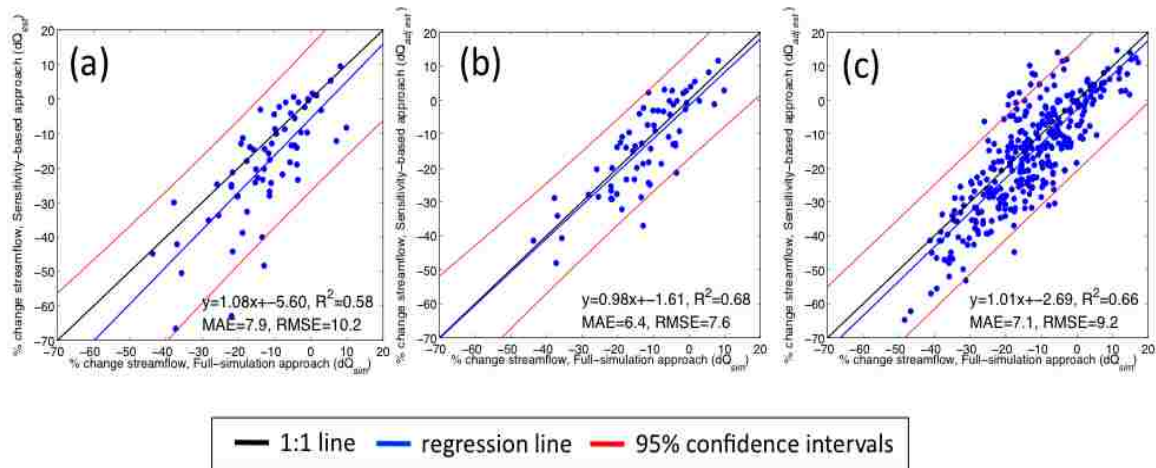 (a)
% change streamflow, Sensitivity-based approach (dQest)
20
10
0
−10
−20
−30
−40
−50
−60
−70
y=1.08x+−5.60, R²=0.58
MAE=7.9, RMSE=10.2
−70 −60 −50 −40 −30 −20 −10 0 10 20
% change streamflow, Full-simulation approach (dQsim)
(b)
% change streamflow, Sensitivity-based approach (dQadj est)
20
10
0
−10
−20
−30
−40
−50
−60
−70
y=0.98x+−1.61, R²=0.68
MAE=6.4, RMSE=7.6
−70 −60 −50 −40 −30 −20 −10 0 10 20
% change streamflow, Full-simulation approach (dQsim)
(c)
% change streamflow, Sensitivity-based approach (dQadj est)
20
10
0
−10
−20
−30
−40
−50
−60
−70
y=1.01x+−2.69, R²=0.66
MAE=7.1, RMSE=9.2
−70 −60 −50 −40 −30 −20 −10 0 10 20
% change streamflow, Full-simulation approach (dQsim)
1:1 line regression line 95% confidence intervals